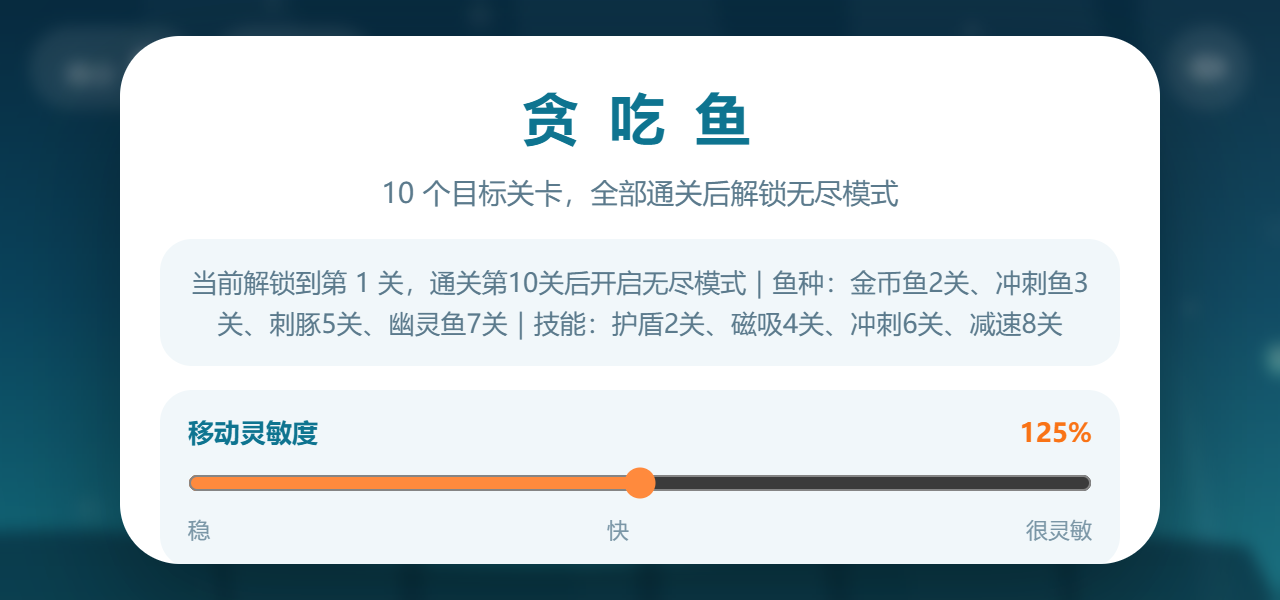 贪吃鱼
10 个目标关卡，全部通关后解锁无尽模式
当前解锁到第 1 关，通关第10关后开启无尽模式 | 鱼种：金币鱼2关、冲刺鱼3
关、刺豚5关、幽灵鱼7关 | 技能：护盾2关、磁吸4关、冲刺6关、减速8关
移动灵敏度 125%
稳 快 很灵敏